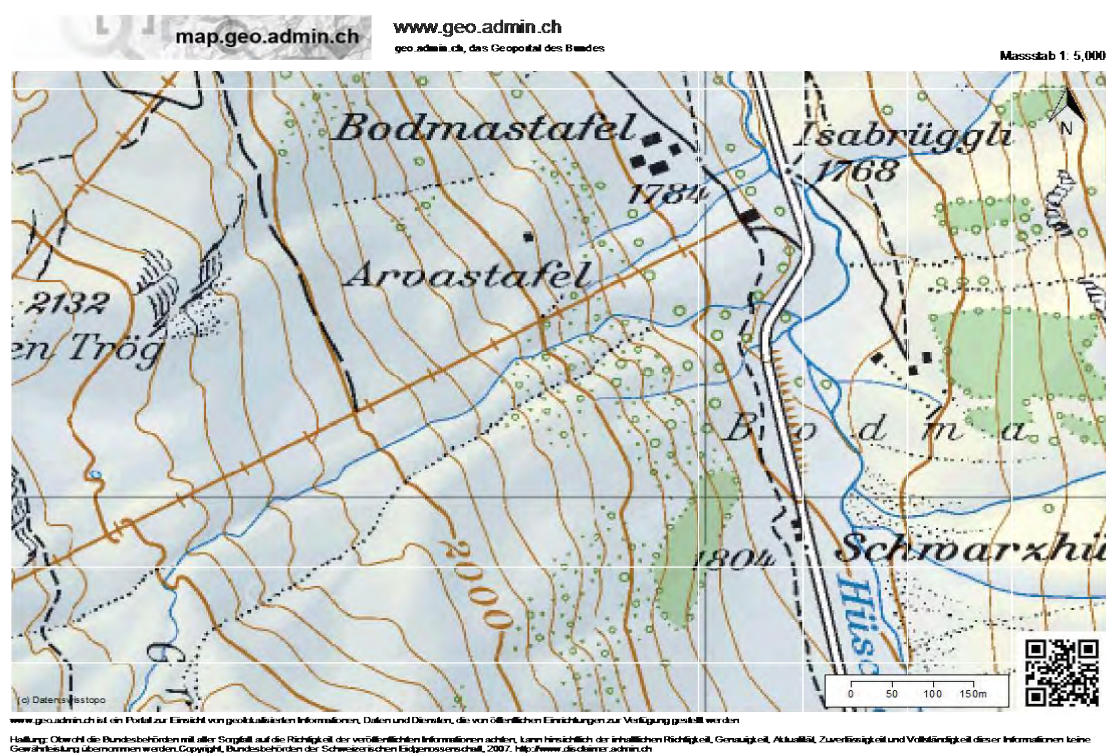 map.geo.admin.ch
www.geo.admin.ch
geo.admin.ch, das Geoportal des Bundes
Massstab 1: 5,000
Bodmastafel
Isabrüggli
1768
N
1784
Arvastafel
2132
en Trög
B o d m a
2000
1804
Schwarzhü
Hüsc
Gr
(c) Daten:swisstopo
0 50 100 150m
www.geo.admin.ch ist ein Portal zur Einsicht von geolokalisierten Informationen, Daten und Diensten, die von öffentlichen Einrichtungen zur Verfügung gestellt werden
Haftung: Obwohl die Bundesbehörden mit aller Sorgfalt auf die Richtigkeit der veröffentlichten Informationen achten, kann hinsichtlich der inhaltlichen Richtigkeit, Genauigkeit, Aktualität, Zuverlässigkeit und Vollständigkeit dieser Informationen keine
Gewährleistung übernommen werden.Copyright, Bundesbehörden der Schweizerischen Eidgenossenschaft, 2007. http://www.disclaimer.admin.ch